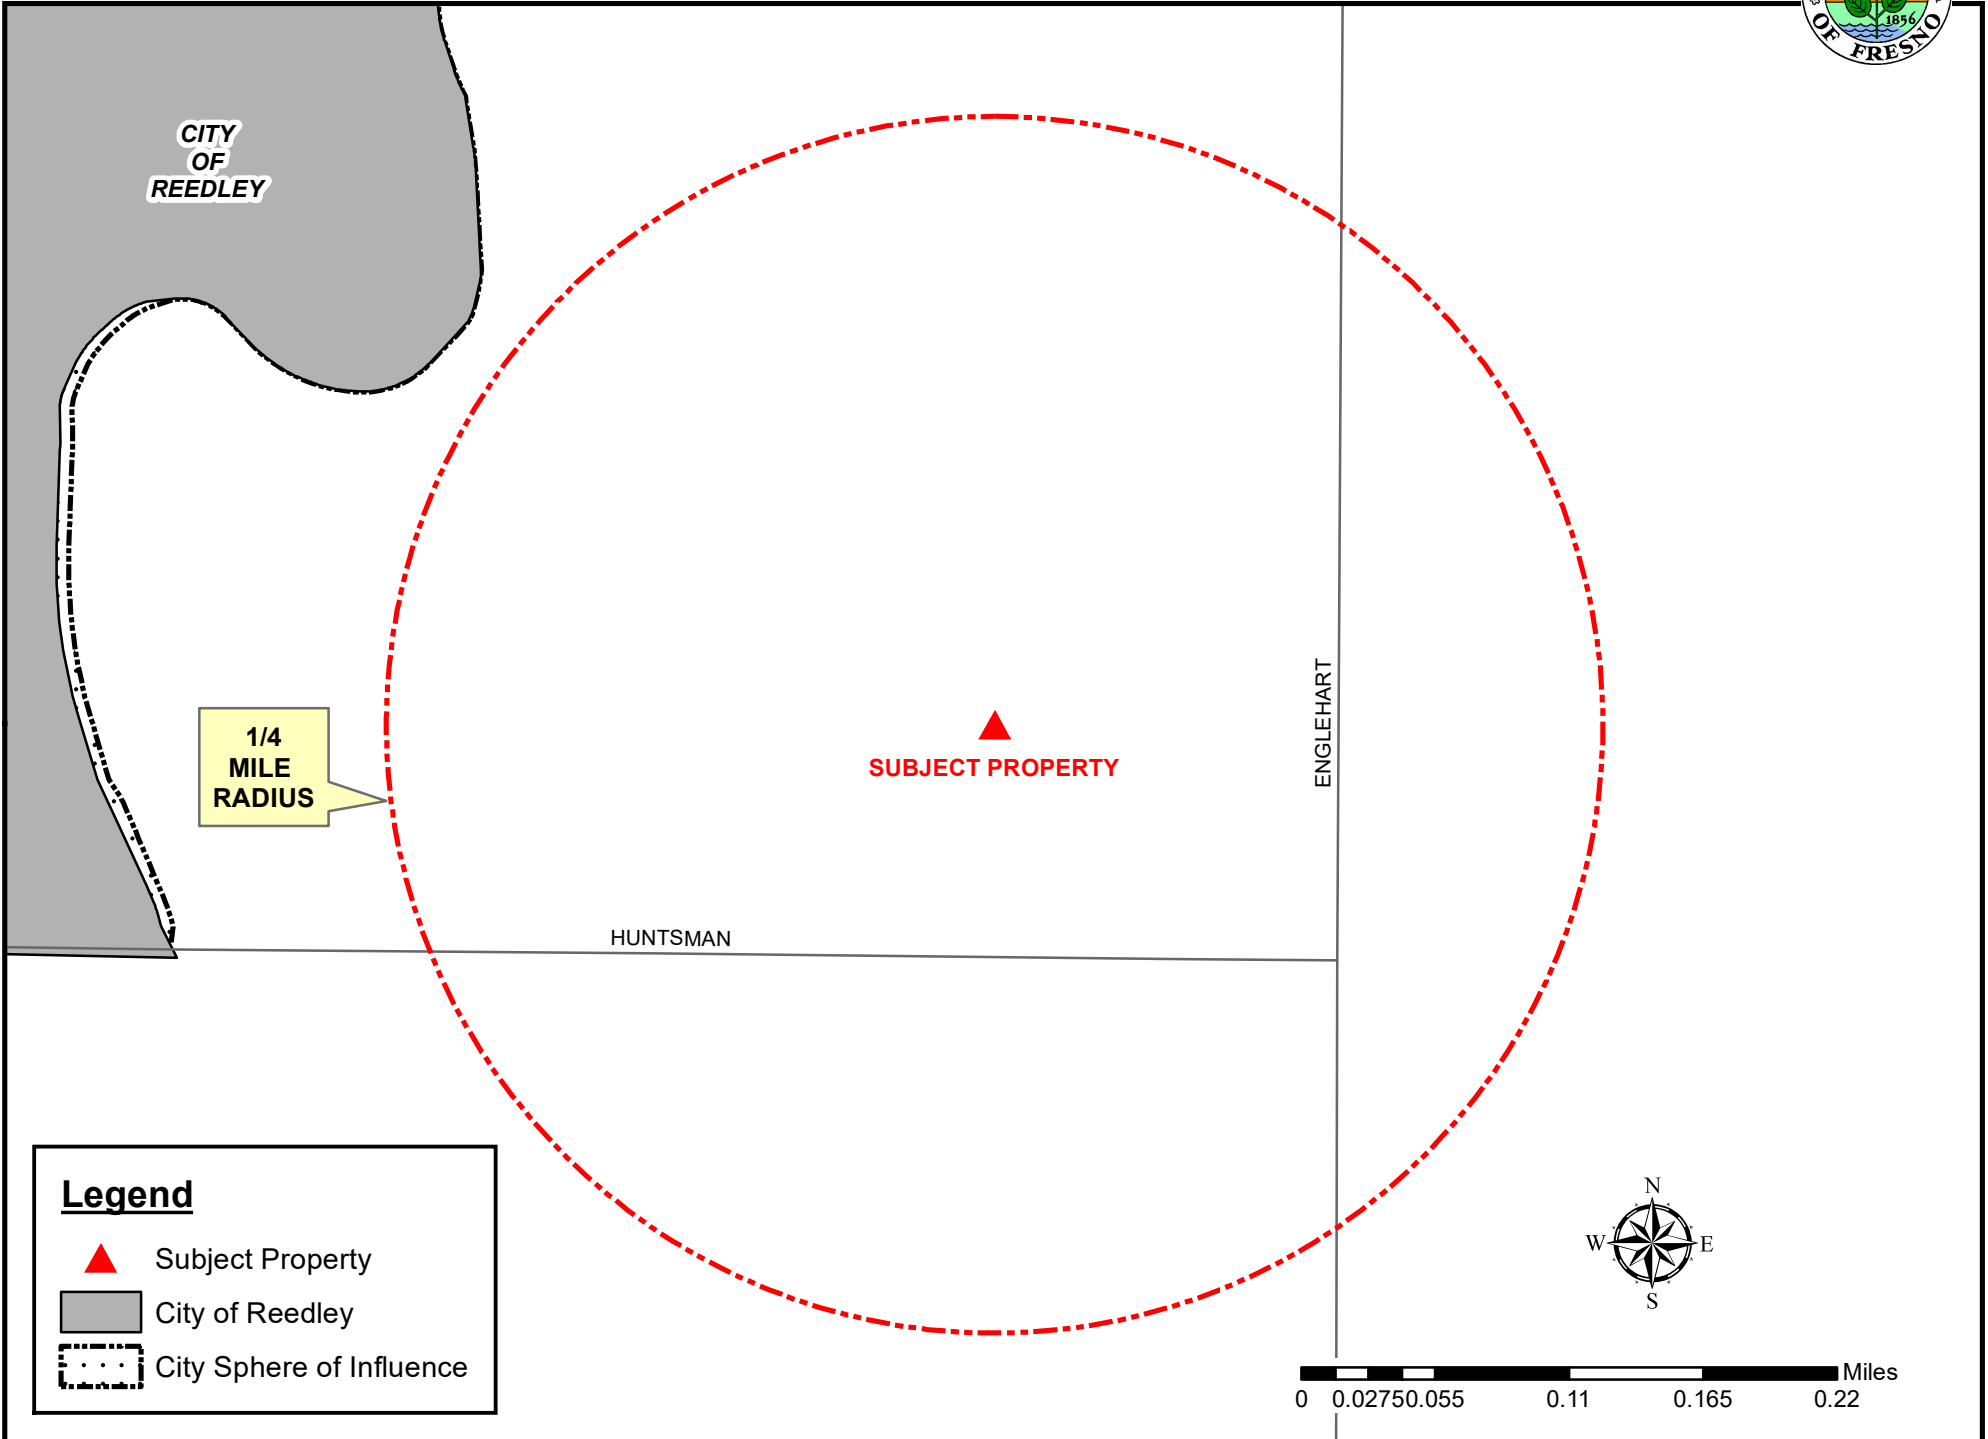 1856
OF FRESNO
CITY
OF
REEDLEY
ENGLEHART
1/4
MILE
RADIUS
SUBJECT PROPERTY
HUNTSMAN
Legend
Subject Property
City of Reedley
City Sphere of Influence
N
W E
S
Miles
0 0.0275 0.055 0.11 0.165 0.22